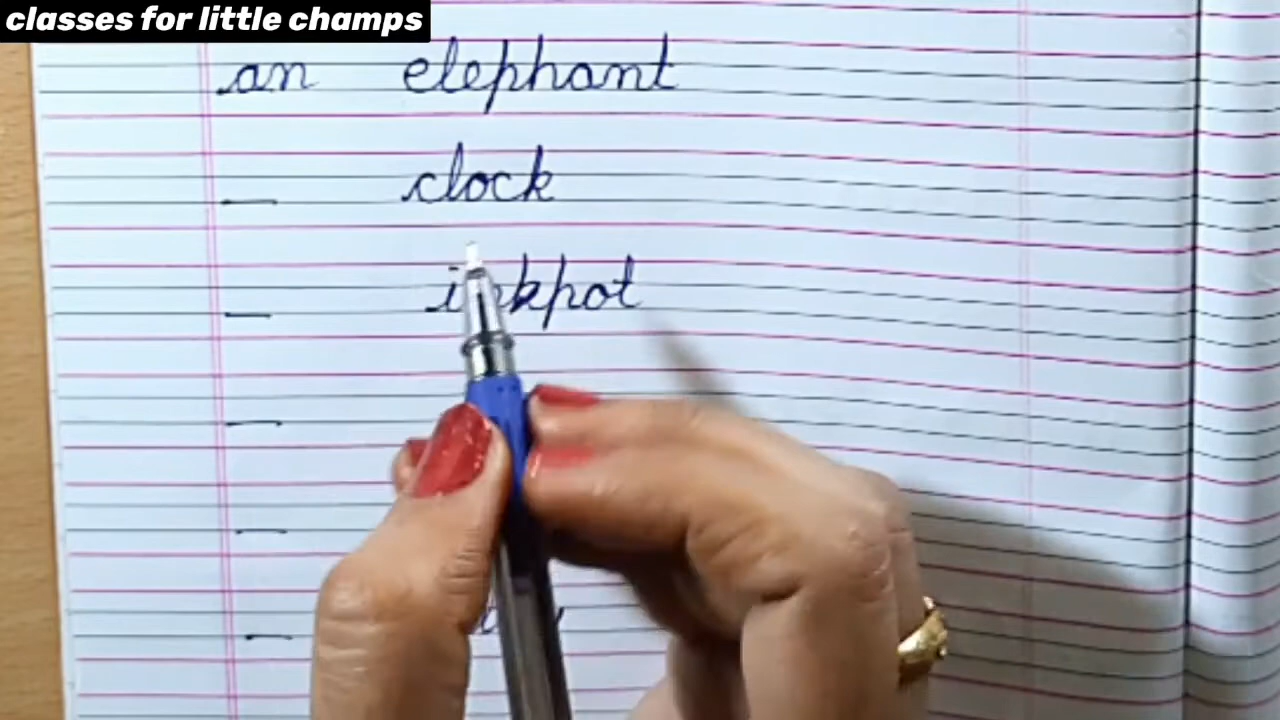 classes for little champs
an elephant
_ clock
_ inkpot
_
_
_